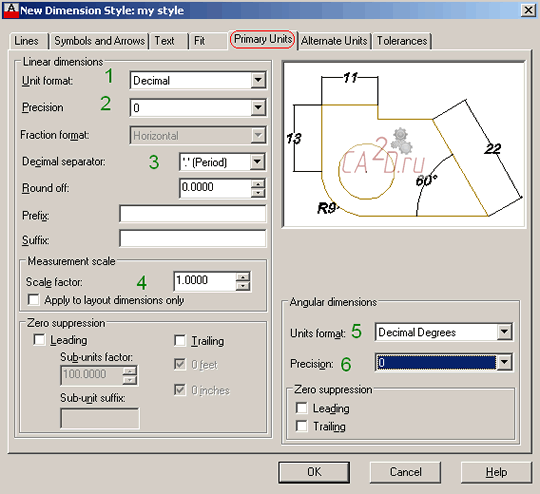 New Dimension Style: my style
Lines
Symbols and Arrows
Text
Fit
Primary Units
Alternate Units
Tolerances
Linear dimensions
Unit format: 1 Decimal
Precision 2 0
Fraction format: Horizontal
Decimal separator: 3 '.' (Period)
Round off: 0.0000
Prefix:
Suffix:
Measurement scale
Scale factor: 4 1.0000
Apply to layout dimensions only
Zero suppression
Leading
Trailing
Sub-units factor:
0 feet
100.0000
0 inches
Sub-unit suffix:
11
13
22
60°
R9
CA2D.ru
Angular dimensions
Units format: 5 Decimal Degrees
Precision: 6 0
Zero suppression
Leading
Trailing
OK
Cancel
Help